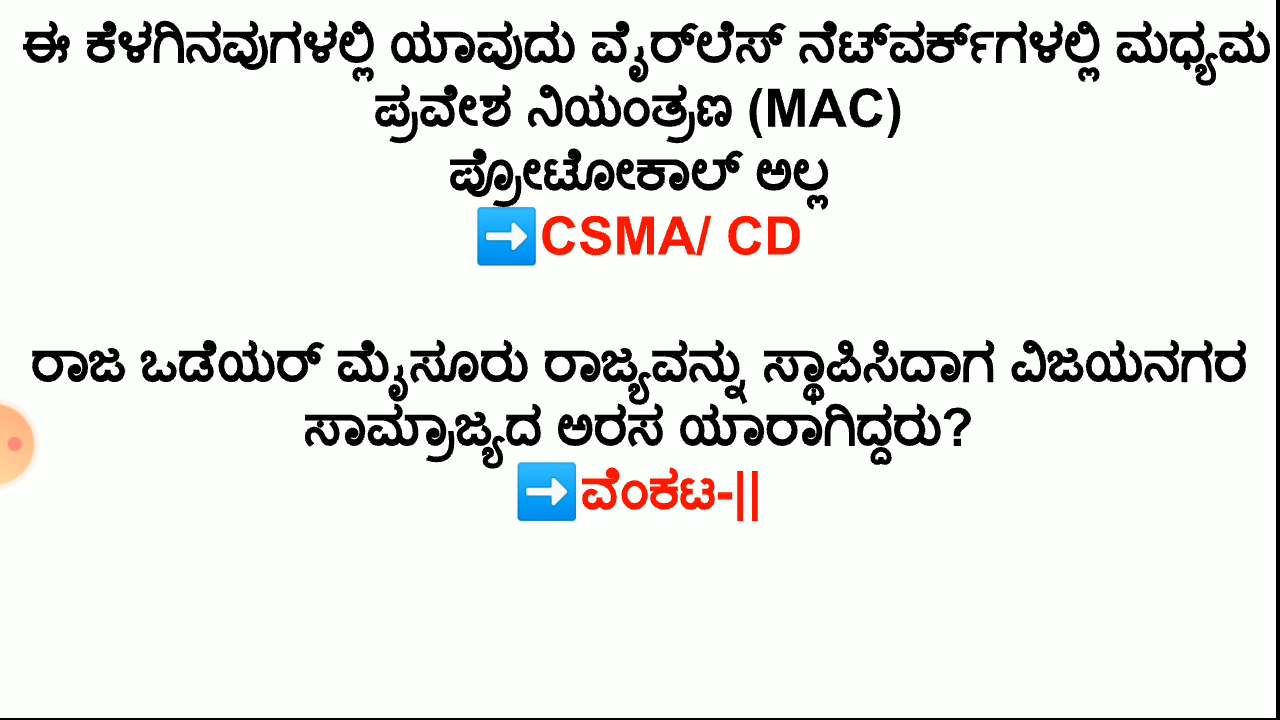 ಈ ಕೆಳಗಿನವುಗಳಲ್ಲಿ ಯಾವುದು ವೈರ್‌ಲೆಸ್ ನೆಟ್‌ವರ್ಕ್‌ಗಳಲ್ಲಿ ಮಧ್ಯಮ
ಪ್ರವೇಶ ನಿಯಂತ್ರಣ (MAC)
ಪ್ರೋಟೋಕಾಲ್ ಅಲ್ಲ
➡️CSMA/ CD
ರಾಜ ಒಡೆಯರ್ ಮೈಸೂರು ರಾಜ್ಯವನ್ನು ಸ್ಥಾಪಿಸಿದಾಗ ವಿಜಯನಗರ
ಸಾಮ್ರಾಜ್ಯದ ಅರಸ ಯಾರಾಗಿದ್ದರು?
➡️ವೆಂಕಟ-||